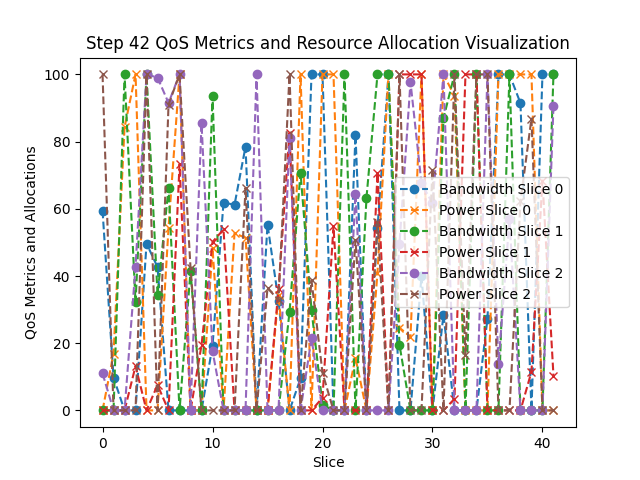 Step 42 QoS Metrics and Resource Allocation Visualization
QoS Metrics and Allocations
100
80
60
40
20
0
Bandwidth Slice 0
Power Slice 0
Bandwidth Slice 1
Power Slice 1
Bandwidth Slice 2
Power Slice 2
0 10 20 30 40
Slice